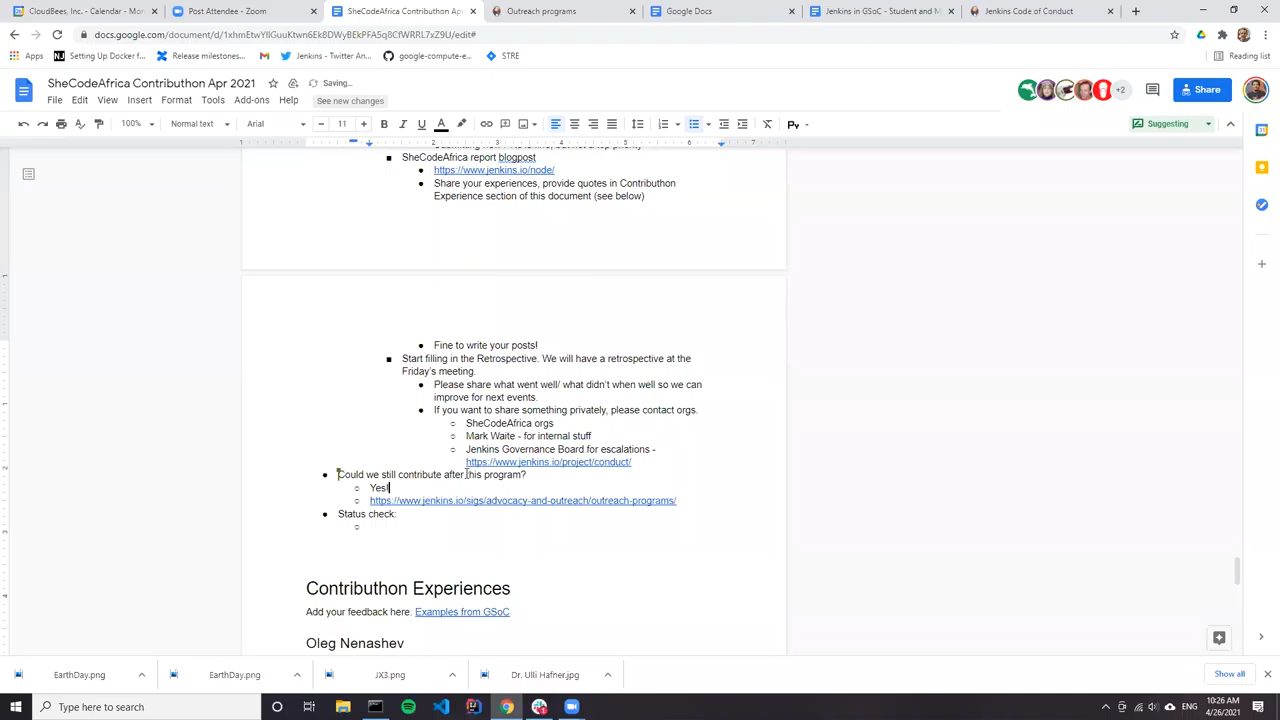 CloudBees, Inc. - Calendar - Mon
Post Attendee - Zoom
SheCodeAfrica Contributhon Ap
Outreach programs
Google Docs
Jenkins in GSoC - Student and M
Jenkins Code of Conduct
docs.google.com/document/d/1xhmEtwYIlGuuKtwn6Ek8DWyBEkPFA5q8CfWRRL7xZ9U/edit#
Apps
Setting Up Docker f...
Release milestones...
Jenkins - Twitter An...
google-compute-e...
STRE
Reading list
SheCodeAfrica Contributhon Apr 2021
Saving...
+2
Share
File Edit View Insert Format Tools Add-ons Help
See new changes
100% Normal text Arial 11
Suggesting
SheCodeAfrica report blogpost
https://www.jenkins.io/node/
Share your experiences, provide quotes in Contributhon
Experience section of this document (see below)
Fine to write your posts!
Start filling in the Retrospective. We will have a retrospective at the
Friday's meeting.
Please share what went well/ what didn't when well so we can
improve for next events.
If you want to share something privately, please contact orgs.
SheCodeAfrica orgs
Mark Waite - for internal stuff
Jenkins Governance Board for escalations -
https://www.jenkins.io/project/conduct/
Could we still contribute after this program?
Yes!
https://www.jenkins.io/sigs/advocacy-and-outreach/outreach-programs/
Status check:
Contributhon Experiences
Add your feedback here. Examples from GSoC
Oleg Nenashev
EarthDay.png
EarthDay.png
JX3.png
Dr. Ulli Hafner.jpg
Show all
Type here to search
ENG
10:26 AM
4/26/2021